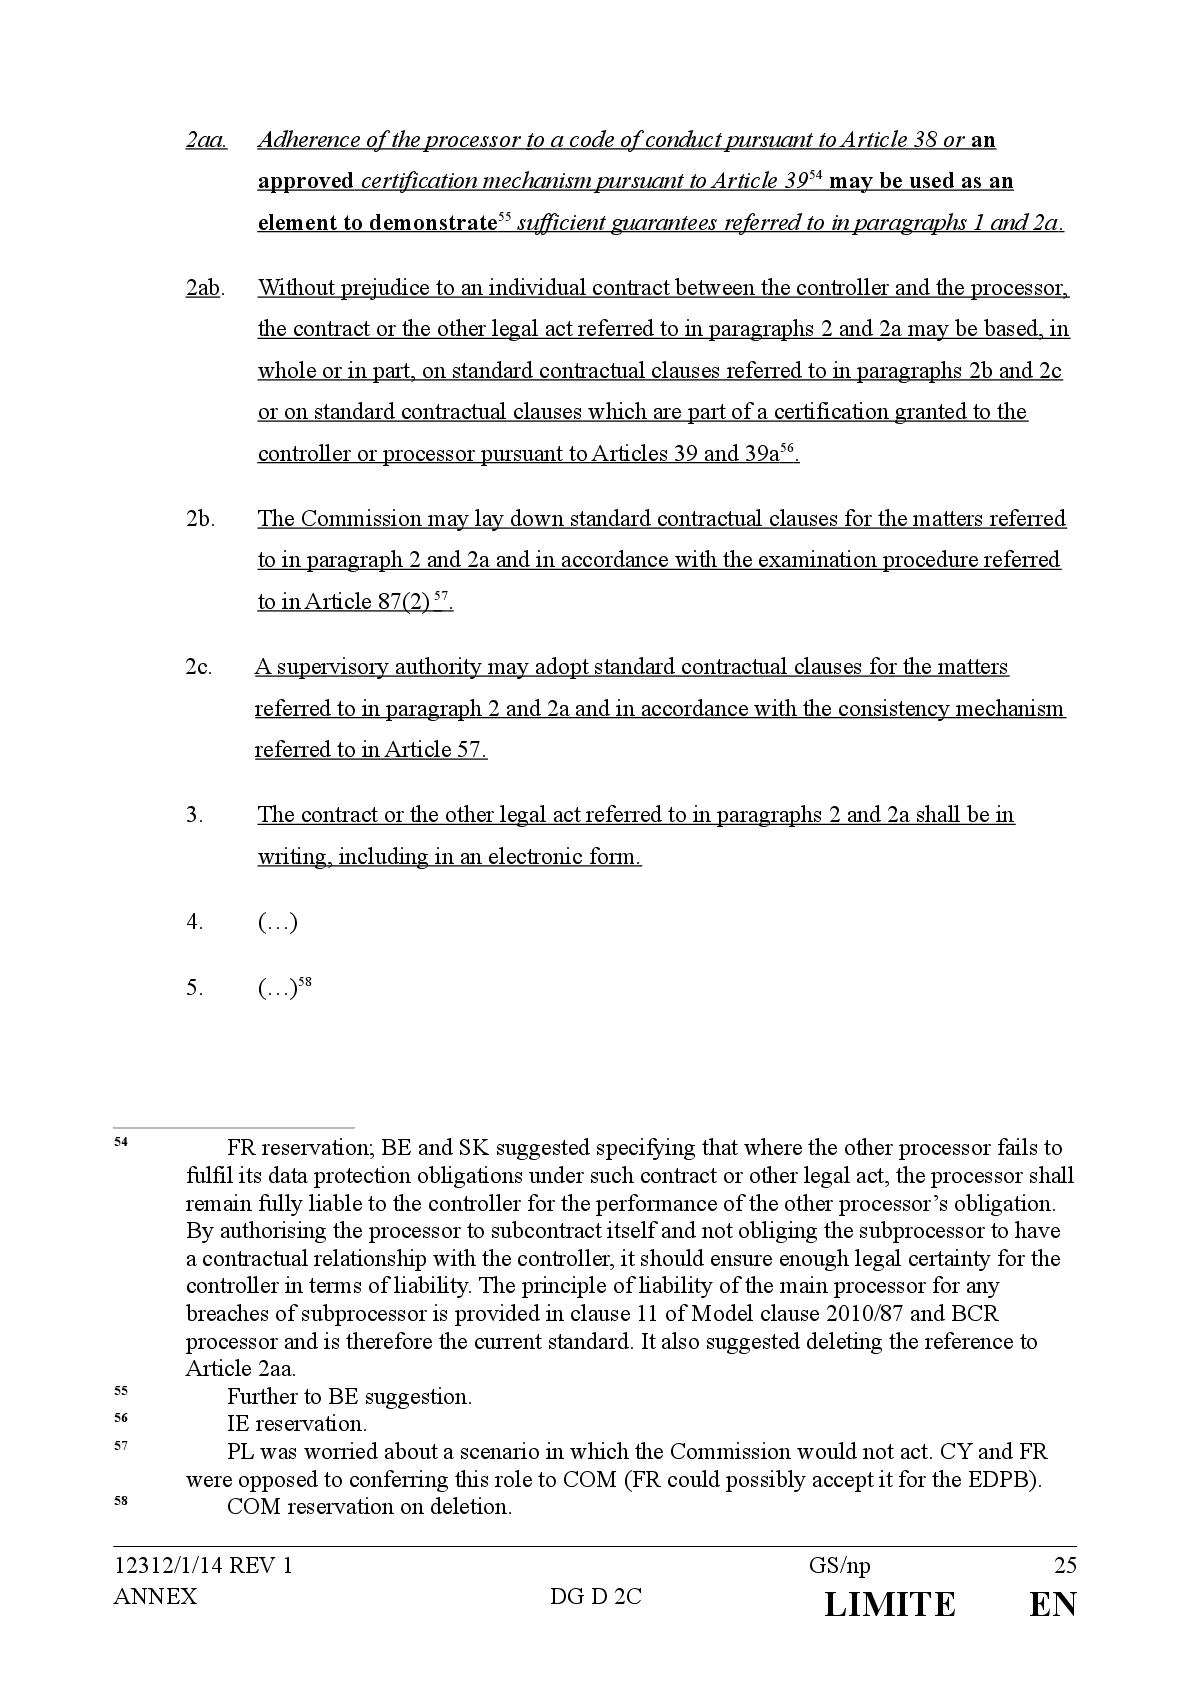 2aa. Adherence of the processor to a code of conduct pursuant to Article 38 or an
approved certification mechanism pursuant to Article 39⁵⁴ may be used as an
element to demonstrate⁵⁵ sufficient guarantees referred to in paragraphs 1 and 2a.
2ab. Without prejudice to an individual contract between the controller and the processor,
the contract or the other legal act referred to in paragraphs 2 and 2a may be based, in
whole or in part, on standard contractual clauses referred to in paragraphs 2b and 2c
or on standard contractual clauses which are part of a certification granted to the
controller or processor pursuant to Articles 39 and 39a⁵⁶.
2b. The Commission may lay down standard contractual clauses for the matters referred
to in paragraph 2 and 2a and in accordance with the examination procedure referred
to in Article 87(2) ⁵⁷.
2c. A supervisory authority may adopt standard contractual clauses for the matters
referred to in paragraph 2 and 2a and in accordance with the consistency mechanism
referred to in Article 57.
3. The contract or the other legal act referred to in paragraphs 2 and 2a shall be in
writing, including in an electronic form.
4. (…)
5. (…)⁵⁸
54 FR reservation; BE and SK suggested specifying that where the other processor fails to
fulfil its data protection obligations under such contract or other legal act, the processor shall
remain fully liable to the controller for the performance of the other processor’s obligation.
By authorising the processor to subcontract itself and not obliging the subprocessor to have
a contractual relationship with the controller, it should ensure enough legal certainty for the
controller in terms of liability. The principle of liability of the main processor for any
breaches of subprocessor is provided in clause 11 of Model clause 2010/87 and BCR
processor and is therefore the current standard. It also suggested deleting the reference to
Article 2aa.
55 Further to BE suggestion.
56 IE reservation.
57 PL was worried about a scenario in which the Commission would not act. CY and FR
were opposed to conferring this role to COM (FR could possibly accept it for the EDPB).
58 COM reservation on deletion.
12312/1/14 REV 1 GS/np 25
ANNEX DG D 2C LIMITE EN